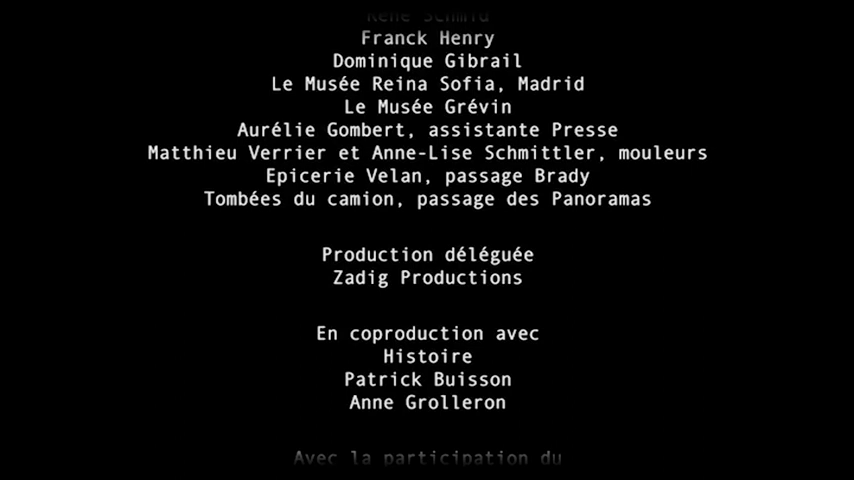 René Schmid
Franck Henry
Dominique Gibrail
Le Musée Reina Sofia, Madrid
Le Musée Grévin
Aurélie Gombert, assistante Presse
Matthieu Verrier et Anne-Lise Schmittler, mouleurs
Epicerie Velan, passage Brady
Tombées du camion, passage des Panoramas
Production déléguée
Zadig Productions
En coproduction avec
Histoire
Patrick Buisson
Anne Grolleron
Avec la participation du